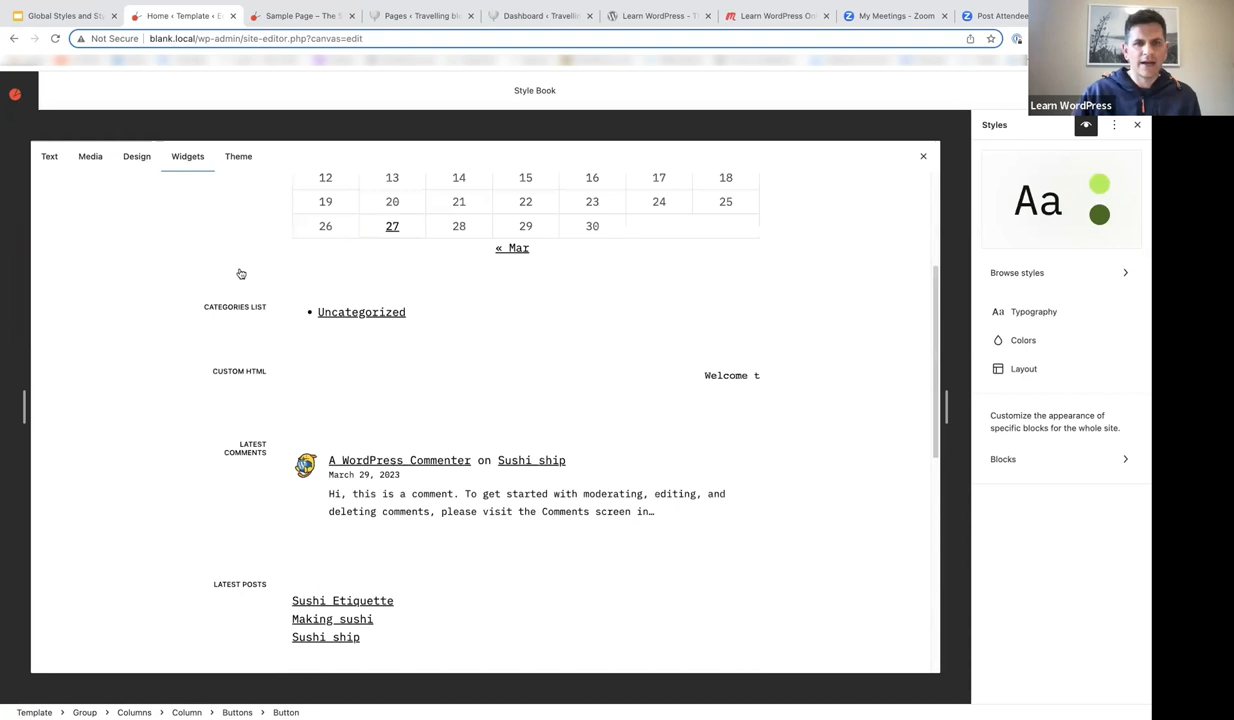 Global Styles and St
Home ‹ Template ‹ E
Sample Page – The S
Pages ‹ Travelling bl
Dashboard ‹ Travellin
Learn WordPress - T
Learn WordPress On
My Meetings - Zoom
Post Attendee
Not Secure
blank.local/wp-admin/site-editor.php?canvas=edit
Learn WordPress
Style Book
Styles
Text
Media
Design
Widgets
Theme
12 13 14 15 16 17 18
19 20 21 22 23 24 25
26 27 28 29 30
« Mar
CATEGORIES LIST
Uncategorized
CUSTOM HTML
Welcome t
LATEST
COMMENTS
A WordPress Commenter on Sushi ship
March 29, 2023
Hi, this is a comment. To get started with moderating, editing, and
deleting comments, please visit the Comments screen in…
LATEST POSTS
Sushi Etiquette
Making sushi
Sushi ship
Aa
Browse styles
Aa Typography
Colors
Layout
Customize the appearance of
specific blocks for the whole site.
Blocks
Template > Group > Columns > Column > Buttons > Button